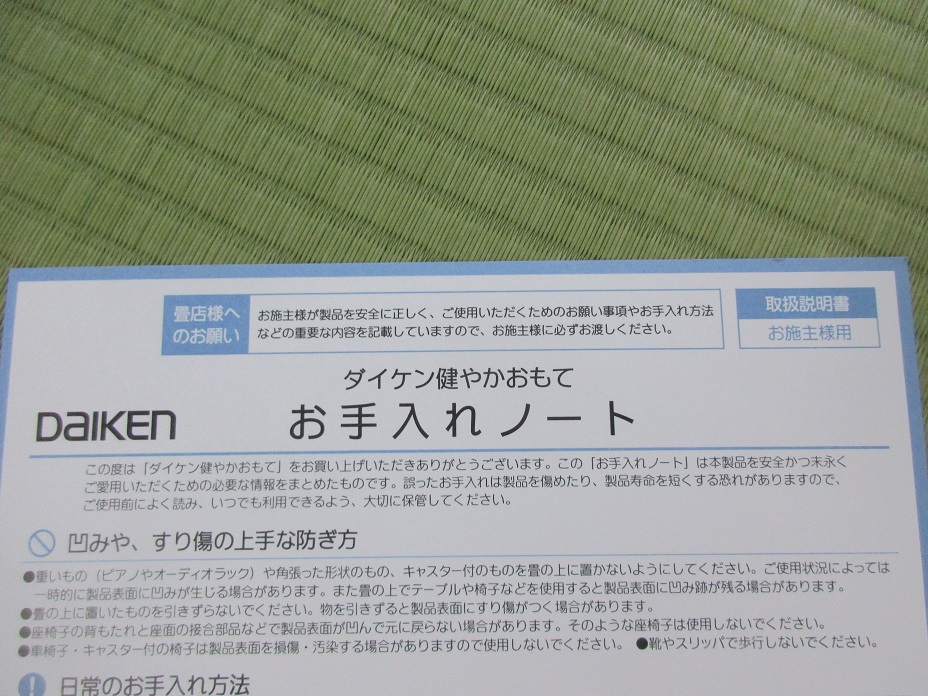 畳店様へ
のお願い
お施主様が製品を安全に正しく、ご使用いただくためのお願い事項やお手入れ方法
などの重要な内容を記載していますので、お施主様に必ずお渡しください。
取扱説明書
お施主様用
ダイケン健やかおもて
DAIKEN お手入れノート
この度は「ダイケン健やかおもて」をお買い上げいただきありがとうございます。この「お手入れノート」は本製品を安全かつ末永く
ご愛用いただくための必要な情報をまとめたものです。誤ったお手入れは製品を傷めたり、製品寿命を短くする恐れがありますので、
ご使用前によく読み、いつでも利用できるよう、大切に保管してください。
凹みや、すり傷の上手な防ぎ方
●重いもの（ピアノやオーディオラック）や角張った形状のもの、キャスター付のものを畳の上に置かないようにしてください。ご使用状況によっては
一時的に製品表面に凹みが生じる場合があります。また畳の上でテーブルや椅子などを使用すると製品表面に凹み跡が残る場合があります。
●畳の上に置いたものを引きずらないでください。物を引きずると製品表面にすり傷がつく場合があります。
●座椅子の背もたれと座面の接合部品などで製品表面が凹んで元に戻らない場合があります。そのような座椅子は使用しないでください。
●車椅子・キャスター付の椅子は製品表面を損傷・汚染する場合がありますので使用しないでください。 ●靴やスリッパで歩行しないでください。
日常のお手入れ方法